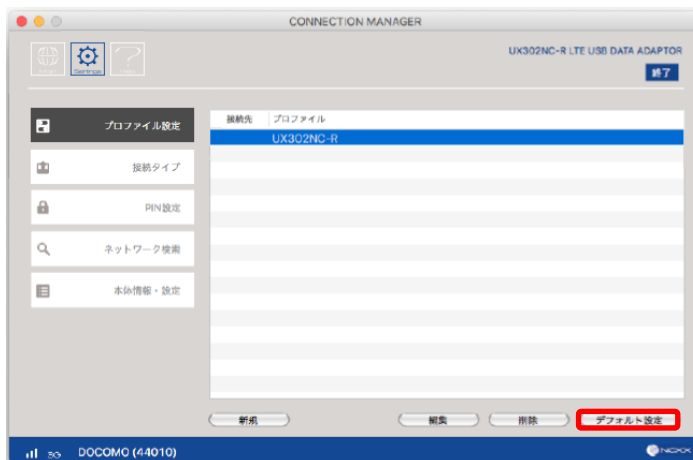 CONNECTION MANAGER
Settings
UX302NC-R LTE USB DATA ADAPTOR
終了
プロファイル設定
接続先 プロファイル
UX302NC-R
接続タイプ
PIN設定
ネットワーク検索
本体情報・設定
新規 編集 削除 デフォルト設定
3G DOCOMO (44010)
NCXX